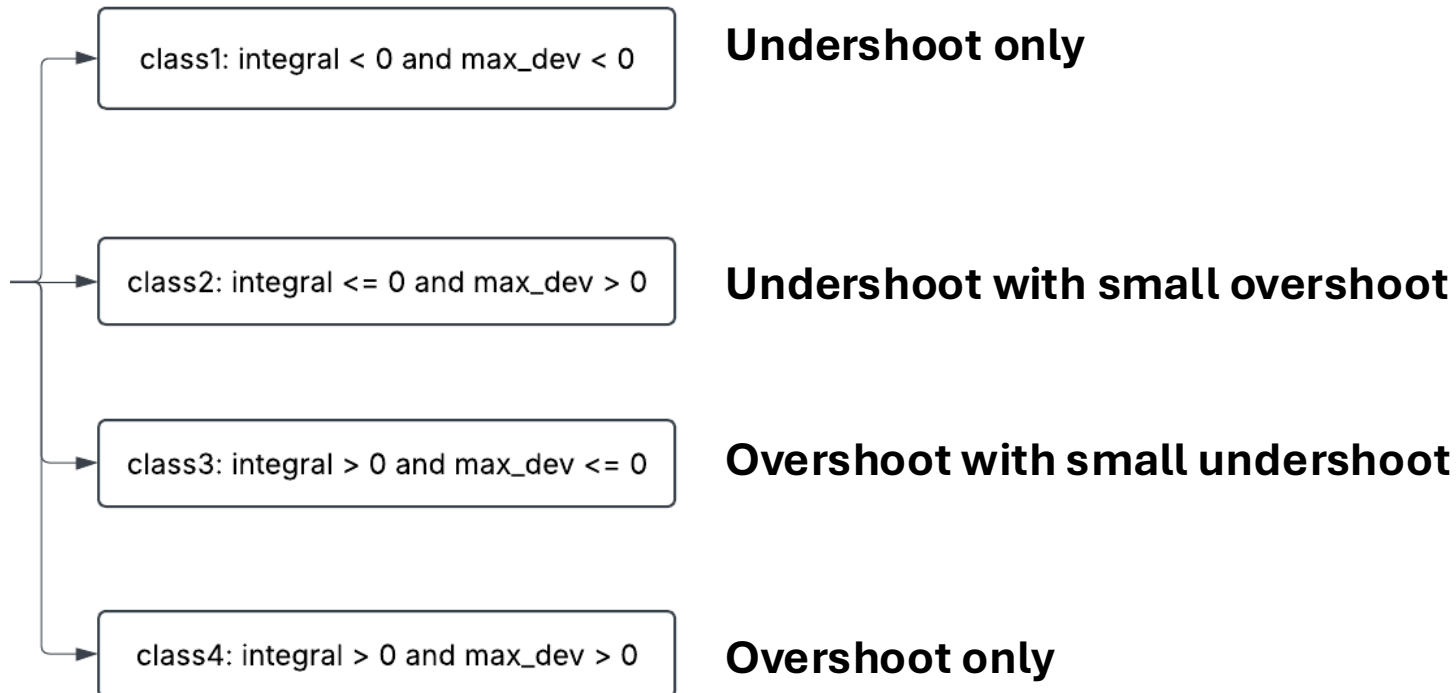 class1: integral < 0 and max_dev < 0
Undershoot only
class2: integral <= 0 and max_dev > 0
Undershoot with small overshoot
class3: integral > 0 and max_dev <= 0
Overshoot with small undershoot
class4: integral > 0 and max_dev > 0
Overshoot only